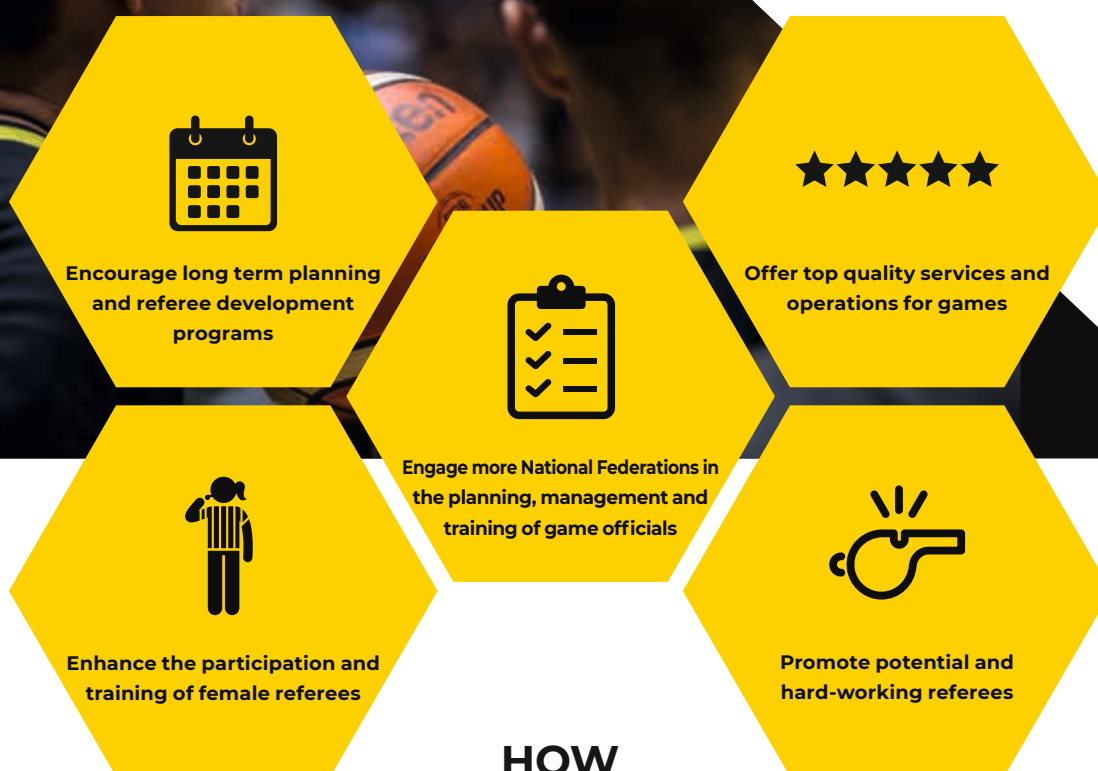 Encourage long term planning
and referee development
programs
Offer top quality services and
operations for games
Engage more National Federations in
the planning, management and
training of game officials
Enhance the participation and
training of female referees
Promote potential and
hard-working referees
HOW